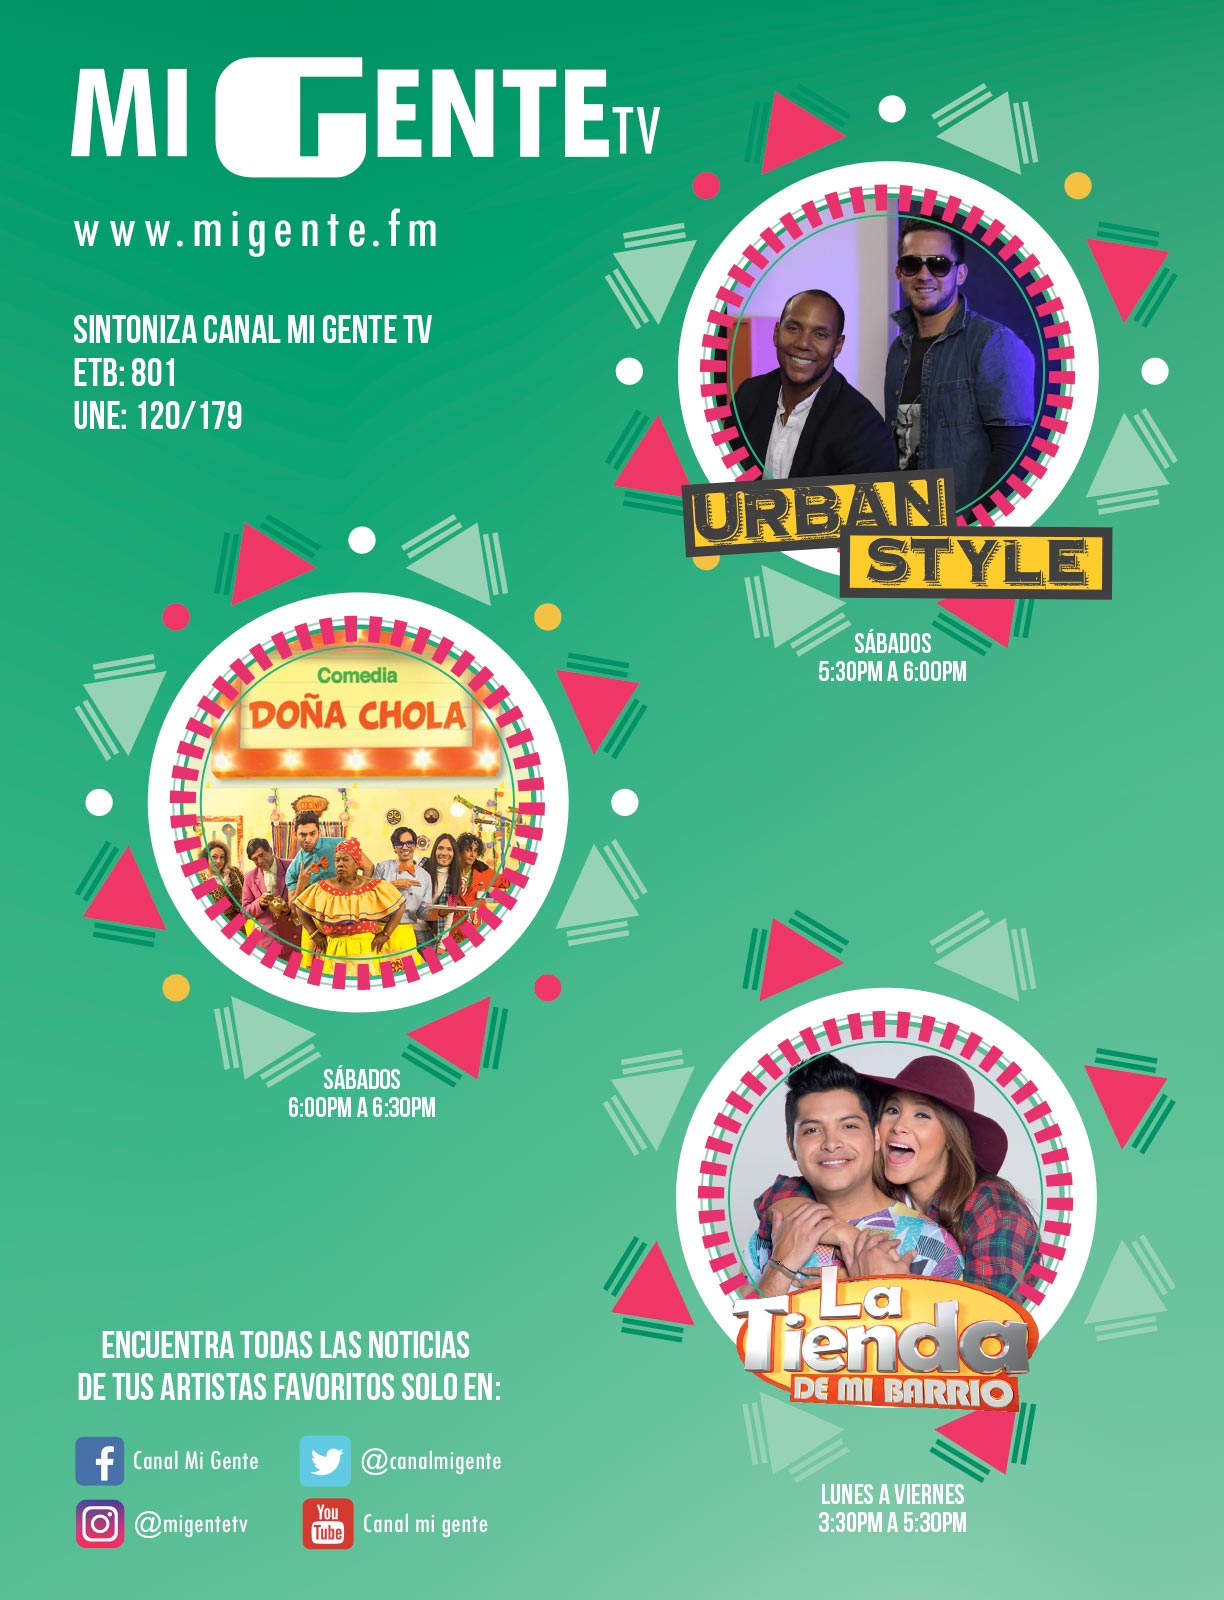 MI GENTE TV
www.migente.fm
SINTONIZA CANAL MI GENTE TV
ETB: 801
UNE: 120/179
URBAN
STYLE
SÁBADOS
5:30PM A 6:00PM
Comedia
DOÑA CHOLA
COCINA
SÁBADOS
6:00PM A 6:30PM
La
Tienda
DE MI BARRIO
LUNES A VIERNES
3:30PM A 5:30PM
ENCUENTRA TODAS LAS NOTICIAS
DE TUS ARTISTAS FAVORITOS SOLO EN:
Canal Mi Gente
@canalmigente
@migentetv
You
Tube
Canal mi gente